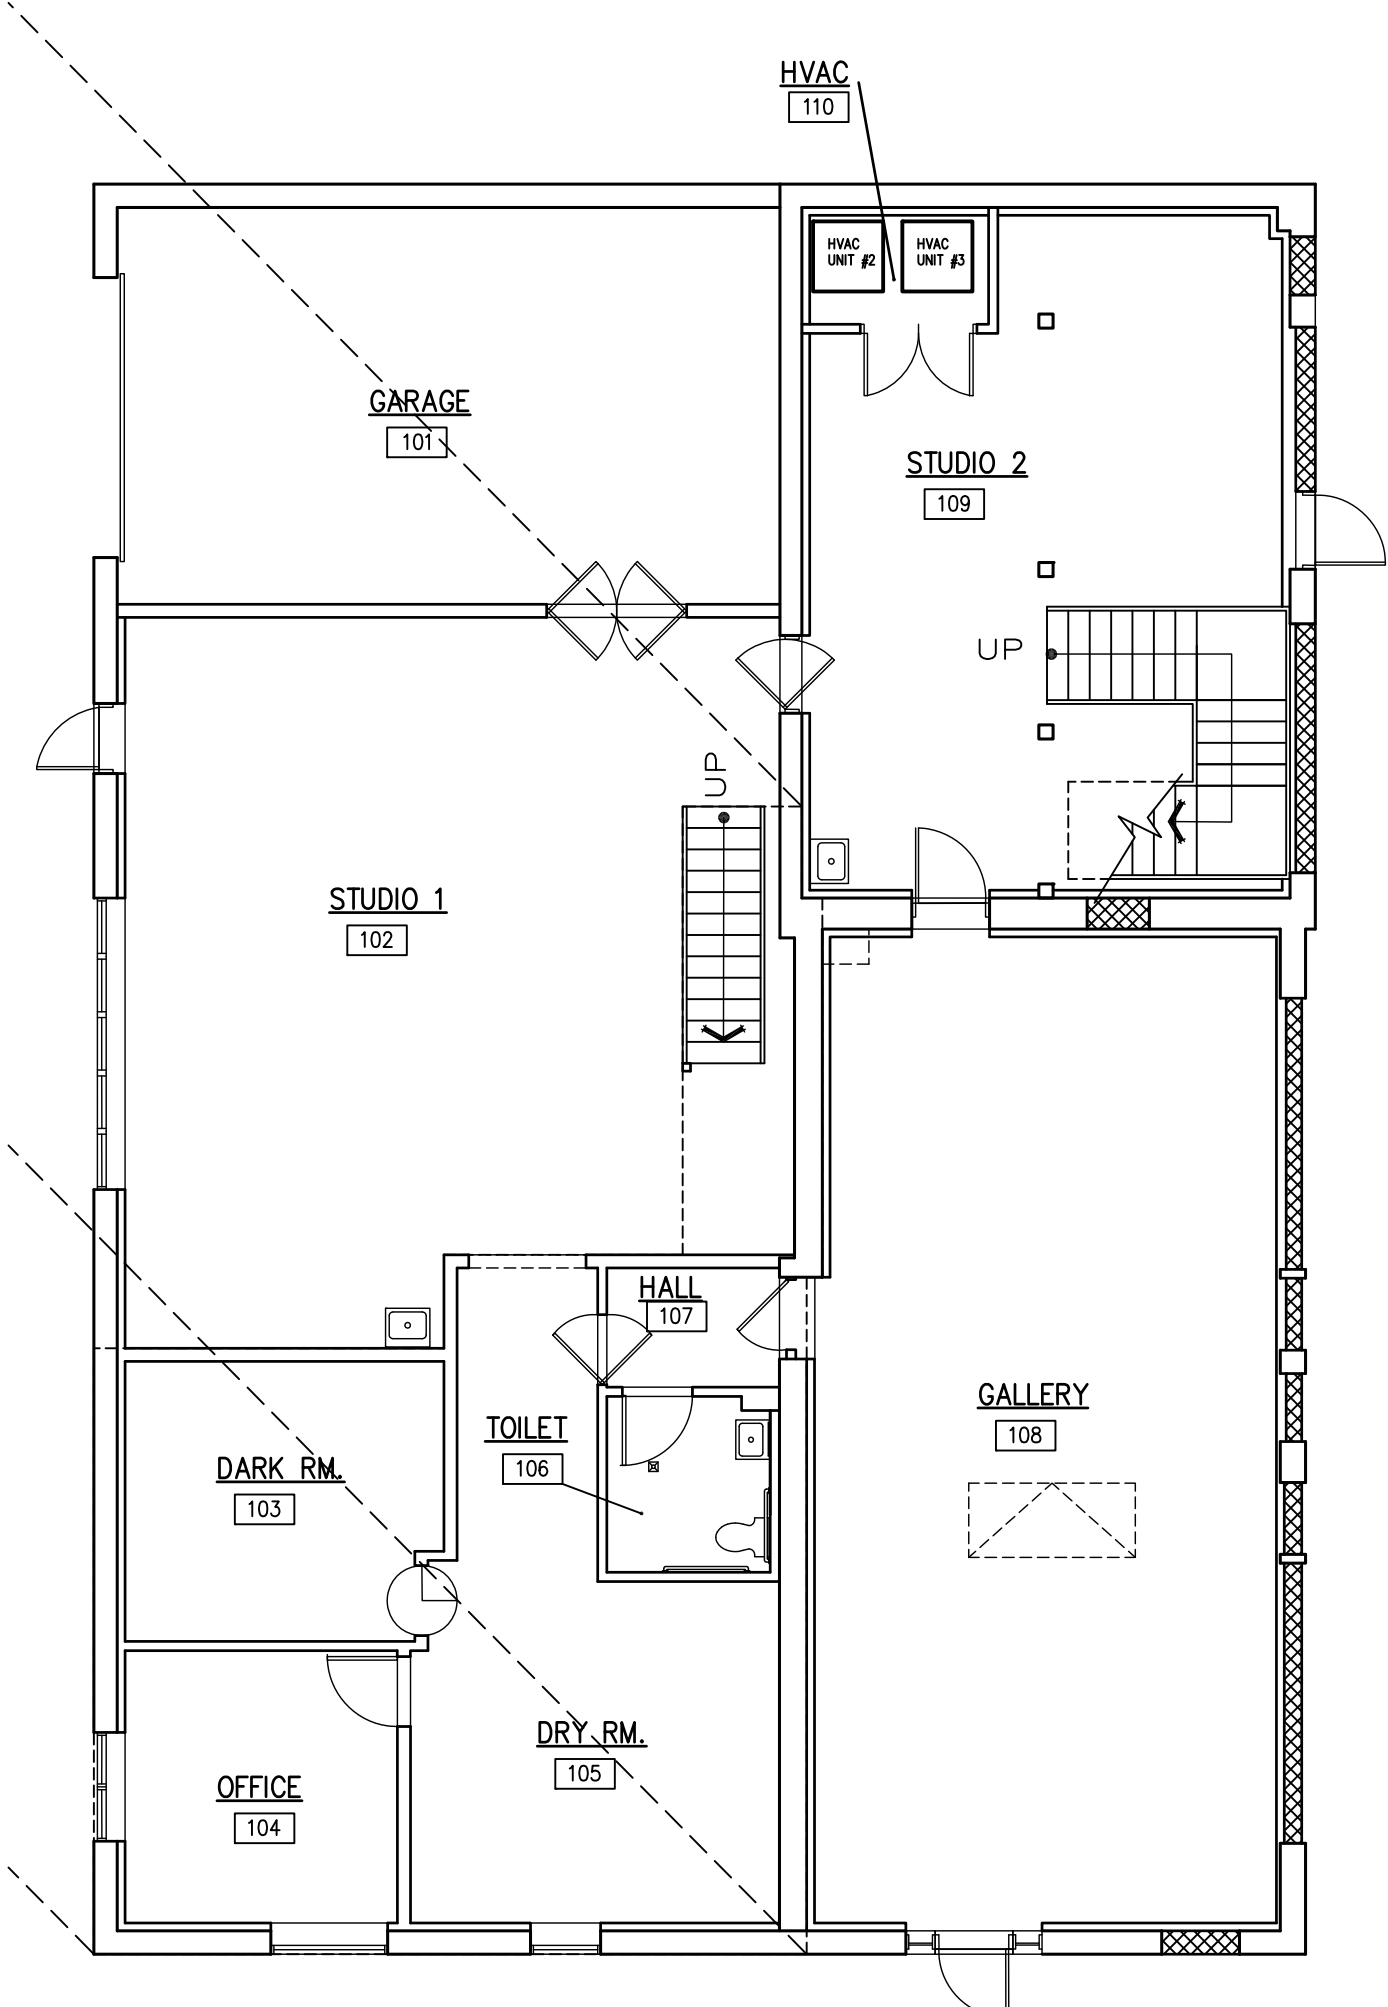 HVAC
110
HVAC
UNIT #2
HVAC
UNIT #3
GARAGE
101
STUDIO 2
109
UP
UP
STUDIO 1
102
HALL
107
GALLERY
108
TOILET
106
DARK RM.
103
DRY RM.
105
OFFICE
104